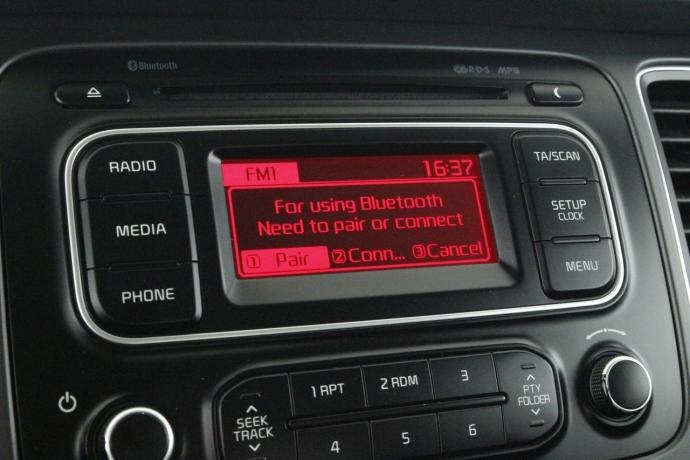 Bluetooth
R·D·S MP3
RADIO
MEDIA
PHONE
FM1 16:37
For using Bluetooth
Need to pair or connect
① Pair ②Conn... ③Cancel
TA/SCAN
SETUP
CLOCK
MENU
SEEK
TRACK
1 RPT
2 RDM
3
4
5
6
PTY
FOLDER